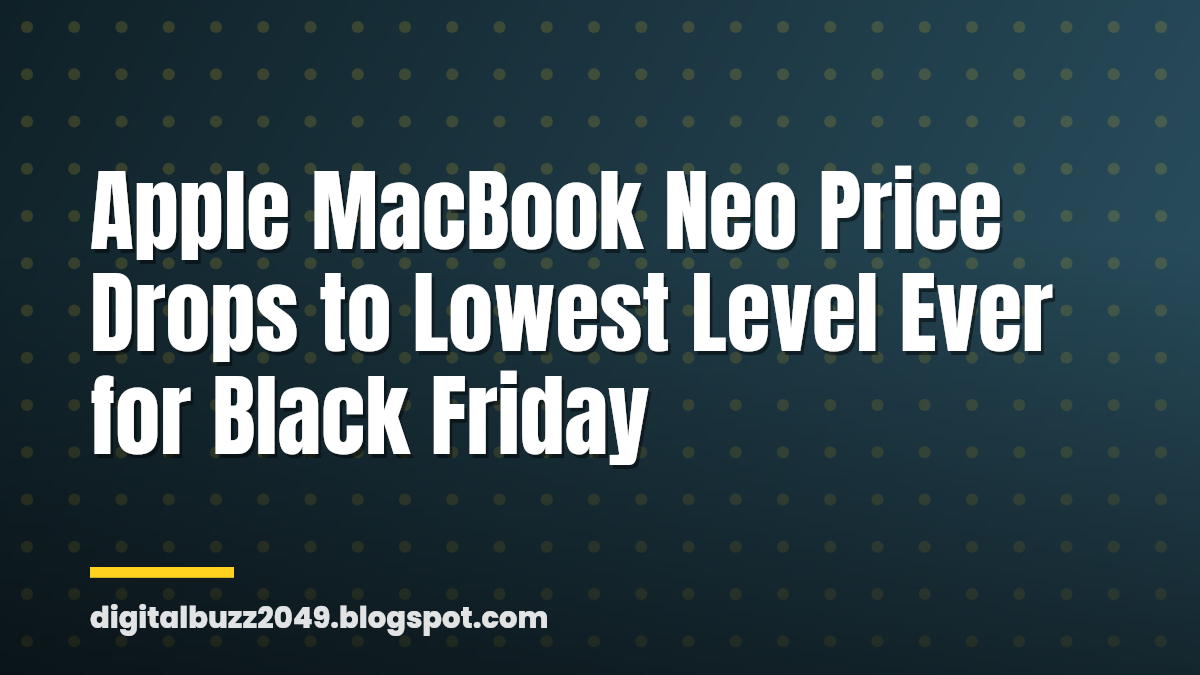 Apple MacBook Neo Price
Drops to Lowest Level Ever
for Black Friday
digitalbuzz2049.blogspot.com